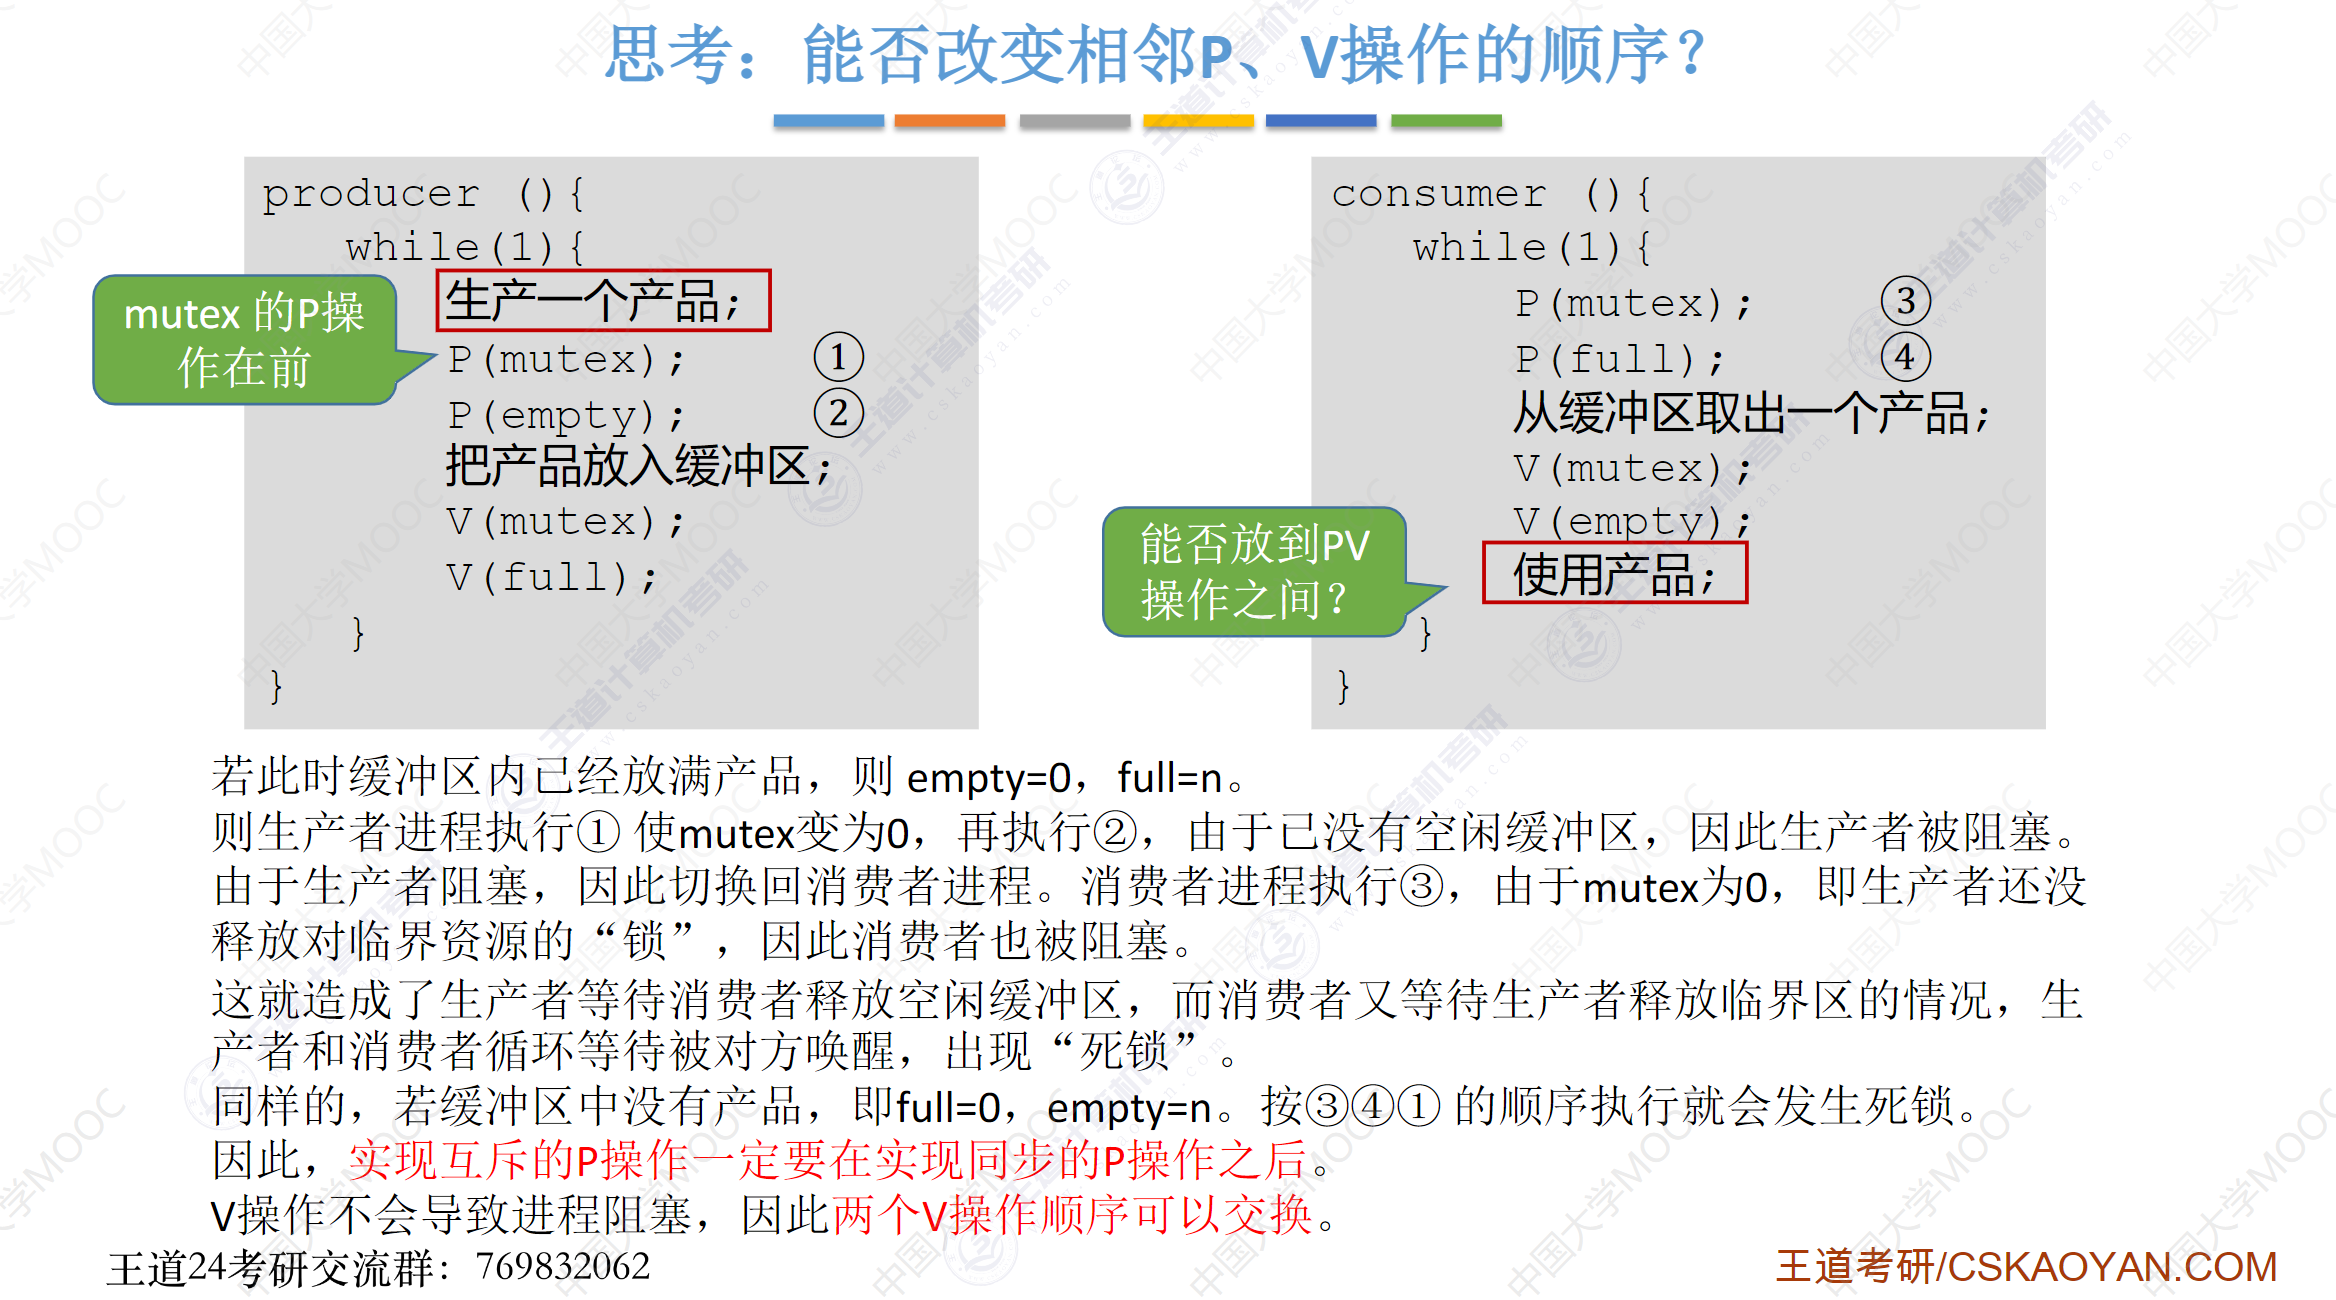 思考：能否改变相邻P、V操作的顺序？
producer (){
while(1){
生产一个产品;
P(mutex); ①
P(empty); ②
把产品放入缓冲区;
V(mutex);
V(full);
}
}
mutex 的P操
作在前
consumer (){
while(1){
P(mutex); ③
P(full); ④
从缓冲区取出一个产品;
V(mutex);
V(empty);
使用产品;
}
}
能否放到PV
操作之间？
若此时缓冲区内已经放满产品，则 empty=0，full=n。
则生产者进程执行① 使mutex变为0，再执行②，由于已没有空闲缓冲区，因此生产者被阻塞。
由于生产者阻塞，因此切换回消费者进程。消费者进程执行③，由于mutex为0，即生产者还没
释放对临界资源的“锁”，因此消费者也被阻塞。
这就造成了生产者等待消费者释放空闲缓冲区，而消费者又等待生产者释放临界区的情况，生
产者和消费者循环等待被对方唤醒，出现“死锁”。
同样的，若缓冲区中没有产品，即full=0，empty=n。按③④① 的顺序执行就会发生死锁。
因此，实现互斥的P操作一定要在实现同步的P操作之后。
V操作不会导致进程阻塞，因此两个V操作顺序可以交换。
王道24考研交流群：769832062
王道考研/CSKAOYAN.COM
中国大学MOOC
王道计算机考研
www.cskaoyan.com